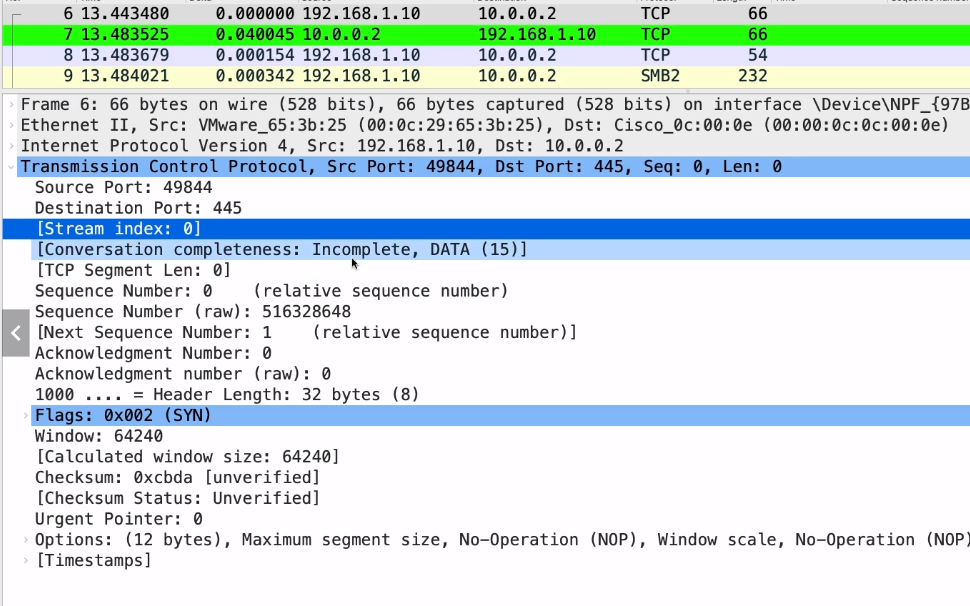 6 13.443480 0.000000 192.168.1.10 10.0.0.2 TCP 66
7 13.483525 0.040045 10.0.0.2 192.168.1.10 TCP 66
8 13.483679 0.000154 192.168.1.10 10.0.0.2 TCP 54
9 13.484021 0.000342 192.168.1.10 10.0.0.2 SMB2 232
Frame 6: 66 bytes on wire (528 bits), 66 bytes captured (528 bits) on interface \Device\NPF_{97B
Ethernet II, Src: VMware_65:3b:25 (00:0c:29:65:3b:25), Dst: Cisco_0c:00:0e (00:00:0c:0c:00:0e)
Internet Protocol Version 4, Src: 192.168.1.10, Dst: 10.0.0.2
Transmission Control Protocol, Src Port: 49844, Dst Port: 445, Seq: 0, Len: 0
Source Port: 49844
Destination Port: 445
[Stream index: 0]
[Conversation completeness: Incomplete, DATA (15)]
[TCP Segment Len: 0]
Sequence Number: 0 (relative sequence number)
Sequence Number (raw): 516328648
[Next Sequence Number: 1 (relative sequence number)]
Acknowledgment Number: 0
Acknowledgment number (raw): 0
1000 .... = Header Length: 32 bytes (8)
Flags: 0x002 (SYN)
Window: 64240
[Calculated window size: 64240]
Checksum: 0xcbda [unverified]
[Checksum Status: Unverified]
Urgent Pointer: 0
Options: (12 bytes), Maximum segment size, No-Operation (NOP), Window scale, No-Operation (NOP)
[Timestamps]